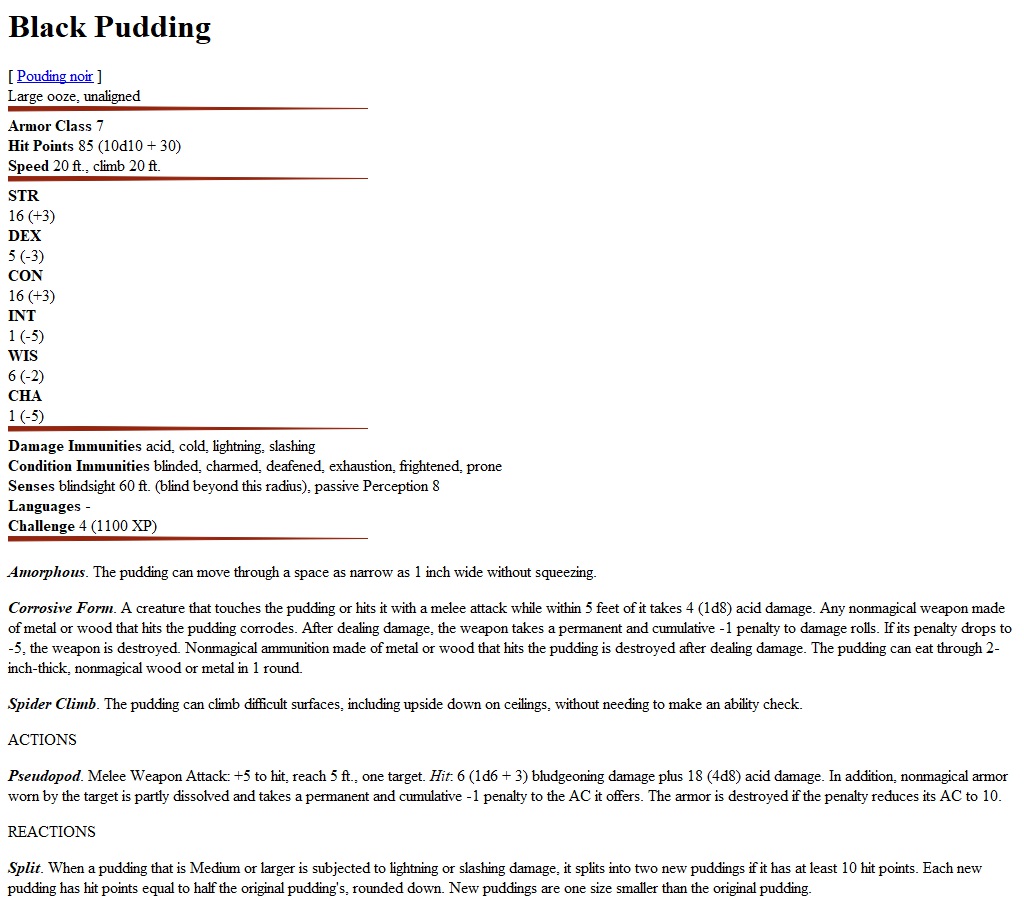 Black Pudding
[ Pouding noir ]
Large ooze, unaligned
Armor Class 7
Hit Points 85 (10d10 + 30)
Speed 20 ft., climb 20 ft.
STR
16 (+3)
DEX
5 (-3)
CON
16 (+3)
INT
1 (-5)
WIS
6 (-2)
CHA
1 (-5)
Damage Immunities acid, cold, lightning, slashing
Condition Immunities blinded, charmed, deafened, exhaustion, frightened, prone
Senses blindsight 60 ft. (blind beyond this radius), passive Perception 8
Languages -
Challenge 4 (1100 XP)
Amorphous. The pudding can move through a space as narrow as 1 inch wide without squeezing.
Corrosive Form. A creature that touches the pudding or hits it with a melee attack while within 5 feet of it takes 4 (1d8) acid damage. Any nonmagical weapon made
of metal or wood that hits the pudding corrodes. After dealing damage, the weapon takes a permanent and cumulative -1 penalty to damage rolls. If its penalty drops to
-5, the weapon is destroyed. Nonmagical ammunition made of metal or wood that hits the pudding is destroyed after dealing damage. The pudding can eat through 2-
inch-thick, nonmagical wood or metal in 1 round.
Spider Climb. The pudding can climb difficult surfaces, including upside down on ceilings, without needing to make an ability check.
ACTIONS
Pseudopod. Melee Weapon Attack: +5 to hit, reach 5 ft., one target. Hit: 6 (1d6 + 3) bludgeoning damage plus 18 (4d8) acid damage. In addition, nonmagical armor
worn by the target is partly dissolved and takes a permanent and cumulative -1 penalty to the AC it offers. The armor is destroyed if the penalty reduces its AC to 10.
REACTIONS
Split. When a pudding that is Medium or larger is subjected to lightning or slashing damage, it splits into two new puddings if it has at least 10 hit points. Each new
pudding has hit points equal to half the original pudding's, rounded down. New puddings are one size smaller than the original pudding.